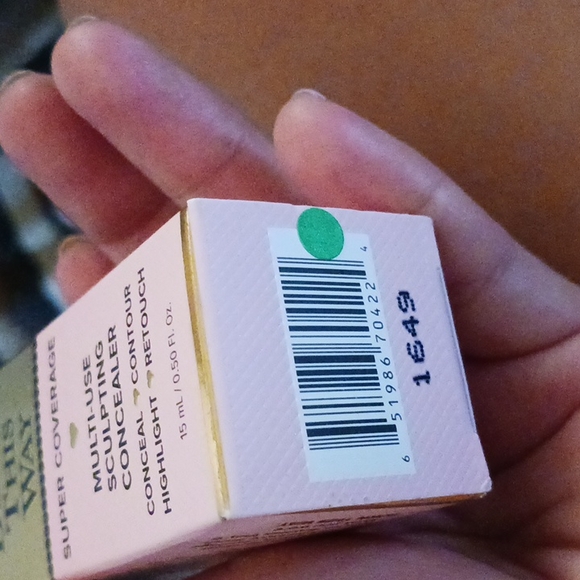 THIS
WAY
SUPER COVERAGE
MULTI-USE
SCULPTING
CONCEALER
CONCEAL CONTOUR
HIGHLIGHT RETOUCH
15 mL / 0.50 Fl. Oz.
6 51986 70422 4
1649